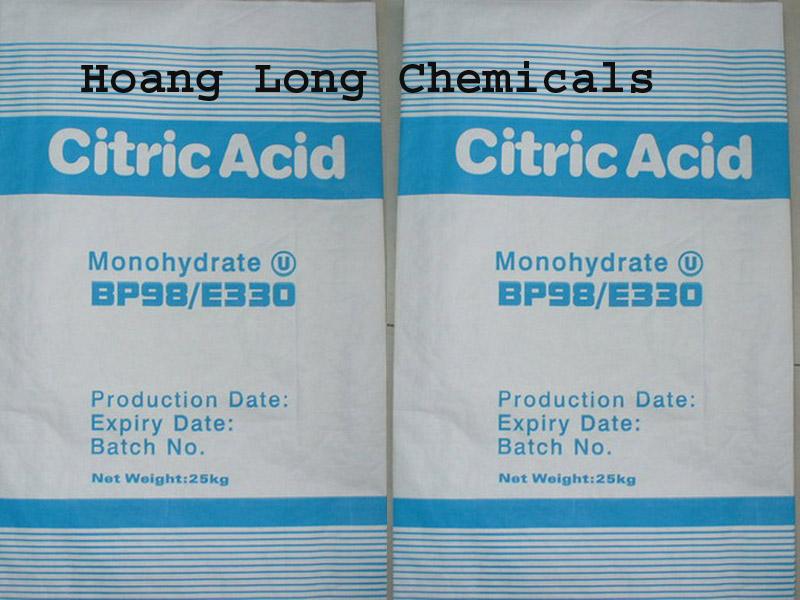 Hoang Long Chemicals
Citric Acid
Monohydrate Ⓤ
BP98/E330
Production Date:
Expiry Date:
Batch No.
Net Weight:25kg
Citric Acid
Monohydrate Ⓤ
BP98/E330
Production Date:
Expiry Date:
Batch No.
Net Weight:25kg